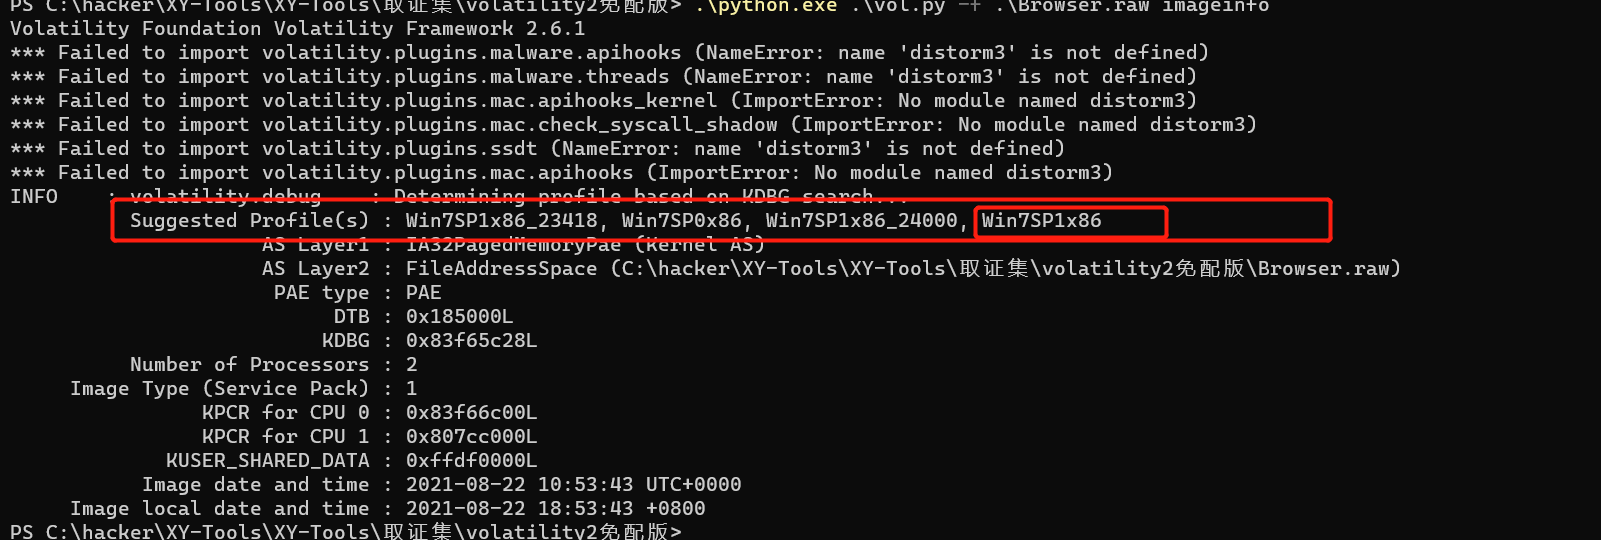 PS C:\hacker\XY-Tools\XY-Tools\取证集\volatility2免配版> .\python.exe .\vol.py -f .\Browser.raw imageinfo
Volatility Foundation Volatility Framework 2.6.1
*** Failed to import volatility.plugins.malware.apihooks (NameError: name 'distorm3' is not defined)
*** Failed to import volatility.plugins.malware.threads (NameError: name 'distorm3' is not defined)
*** Failed to import volatility.plugins.mac.apihooks_kernel (ImportError: No module named distorm3)
*** Failed to import volatility.plugins.mac.check_syscall_shadow (ImportError: No module named distorm3)
*** Failed to import volatility.plugins.ssdt (NameError: name 'distorm3' is not defined)
*** Failed to import volatility.plugins.mac.apihooks (ImportError: No module named distorm3)
INFO    : volatility.debug    : Determining profile based on KDBG search...
Suggested Profile(s) : Win7SP1x86_23418, Win7SP0x86, Win7SP1x86_24000, Win7SP1x86
AS Layer1 : IA32PagedMemoryPae (Kernel AS)
AS Layer2 : FileAddressSpace (C:\hacker\XY-Tools\XY-Tools\取证集\volatility2免配版\Browser.raw)
PAE type : PAE
DTB : 0x185000L
KDBG : 0x83f65c28L
Number of Processors : 2
Image Type (Service Pack) : 1
KPCR for CPU 0 : 0x83f66c00L
KPCR for CPU 1 : 0x807cc000L
KUSER_SHARED_DATA : 0xffdf0000L
Image date and time : 2021-08-22 10:53:43 UTC+0000
Image local date and time : 2021-08-22 18:53:43 +0800
PS C:\hacker\XY-Tools\XY-Tools\取证集\volatility2免配版>